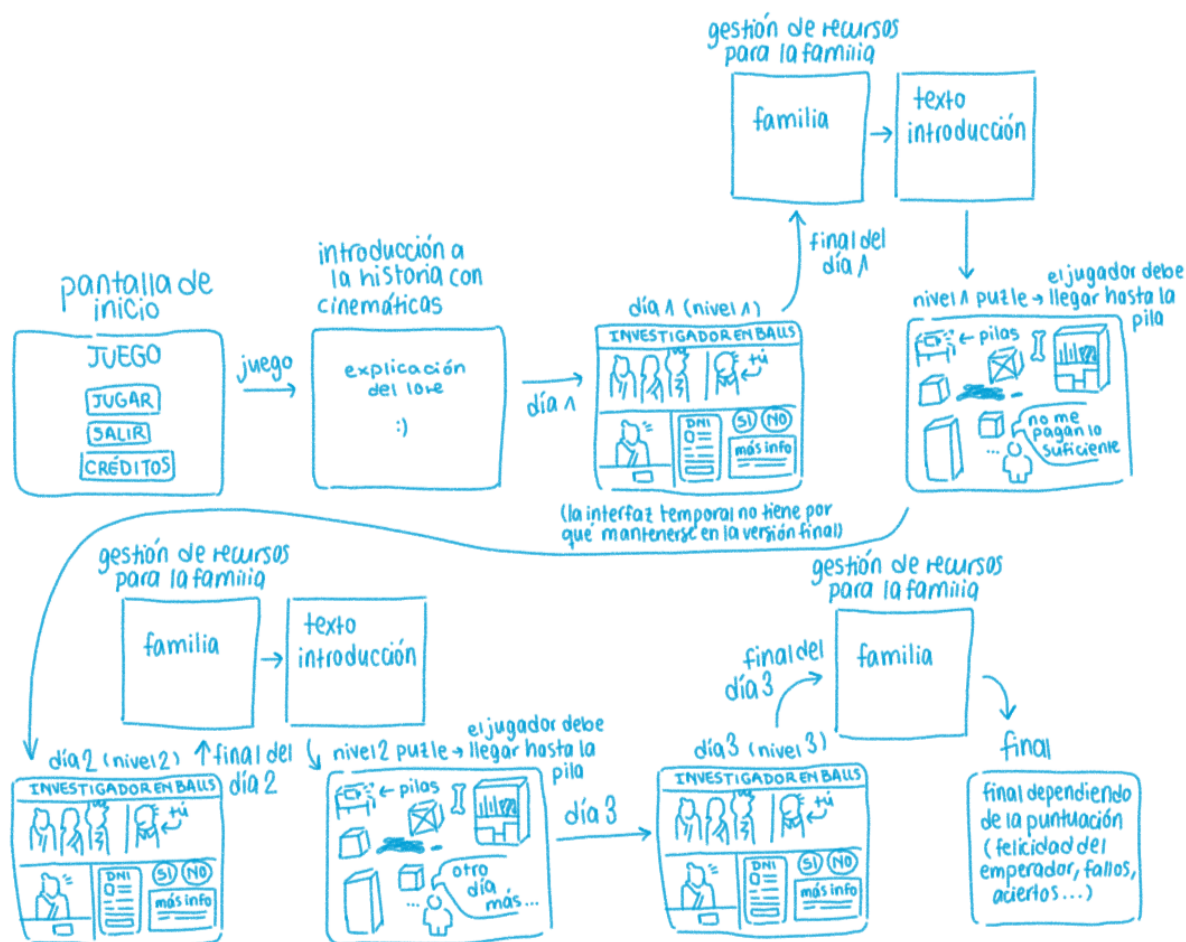 gestión de recursos
para la familia
familia
texto
introducción
final del
día 1
pantalla de
inicio
JUEGO
JUGAR
SALIR
CRÉDITOS
juego
introducción a
la historia con
cinemáticas
explicación
del lore
:)
día 1
día 1 (nivel 1)
INVESTIGADOR EN BALLS
tú
DNI
SI NO
más info
(la interfaz temporal no tiene por
qué mantenerse en la versión final)
nivel 1 puzle → el jugador debe
llegar hasta la
pila
← pilas
no me
pagan lo
suficiente
...
gestión de recursos
para la familia
familia
texto
introducción
día 2 (nivel 2)
↑ final del
día 2
INVESTIGADOR EN BALLS
tú
DNI
SI NO
más info
nivel 2 puzle → el jugador debe
llegar hasta la
pila
← pilas
otro
día
más...
...
día 3
día 3 (nivel 3)
INVESTIGADOR EN BALLS
tú
DNI
SI NO
más info
final del
día 3
gestión de recursos
para la familia
familia
final
final dependiendo
de la puntuación
(felicidad del
emperador, fallos,
aciertos...)